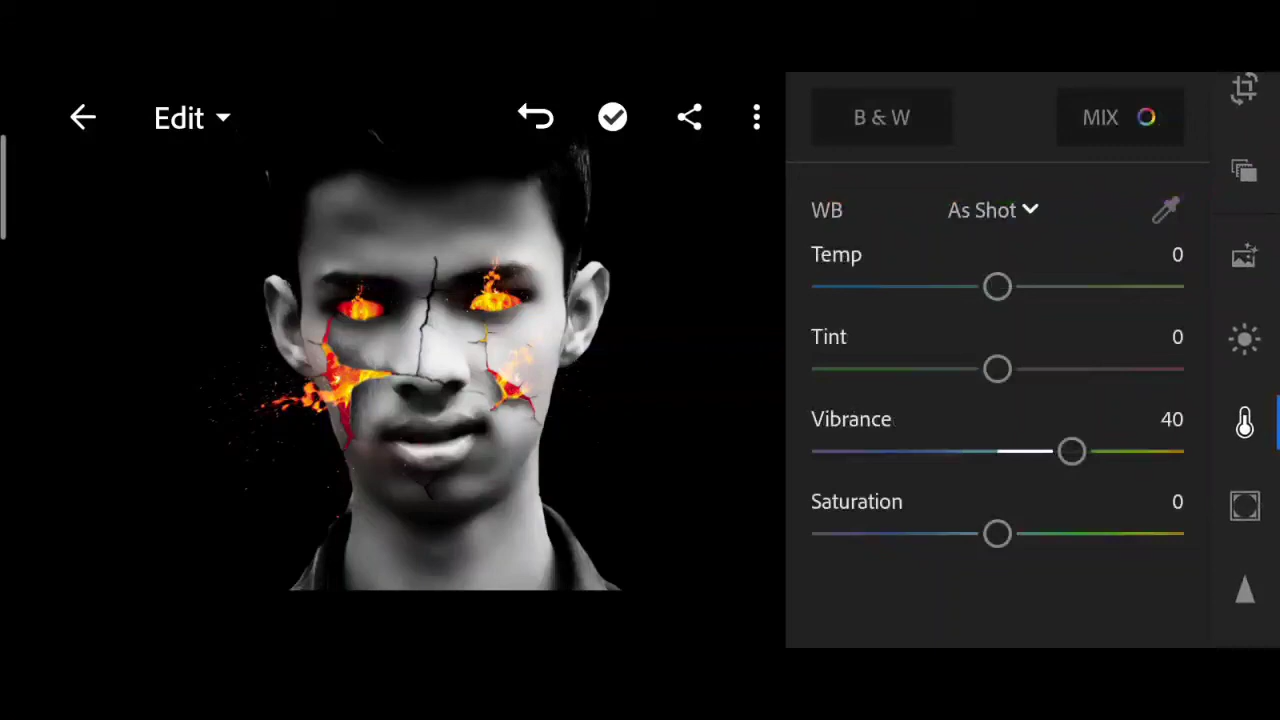 Edit
B & W
MIX
WB
As Shot
Temp
0
Tint
0
Vibrance
40
Saturation
0